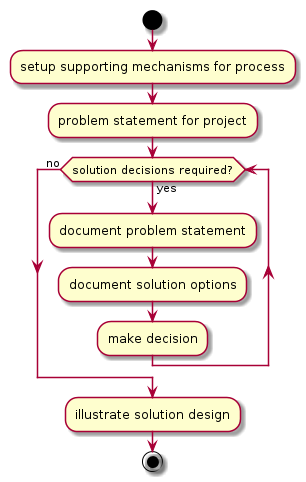 setup supporting mechanisms for process
problem statement for project
no
solution decisions required?
yes
document problem statement
document solution options
make decision
illustrate solution design